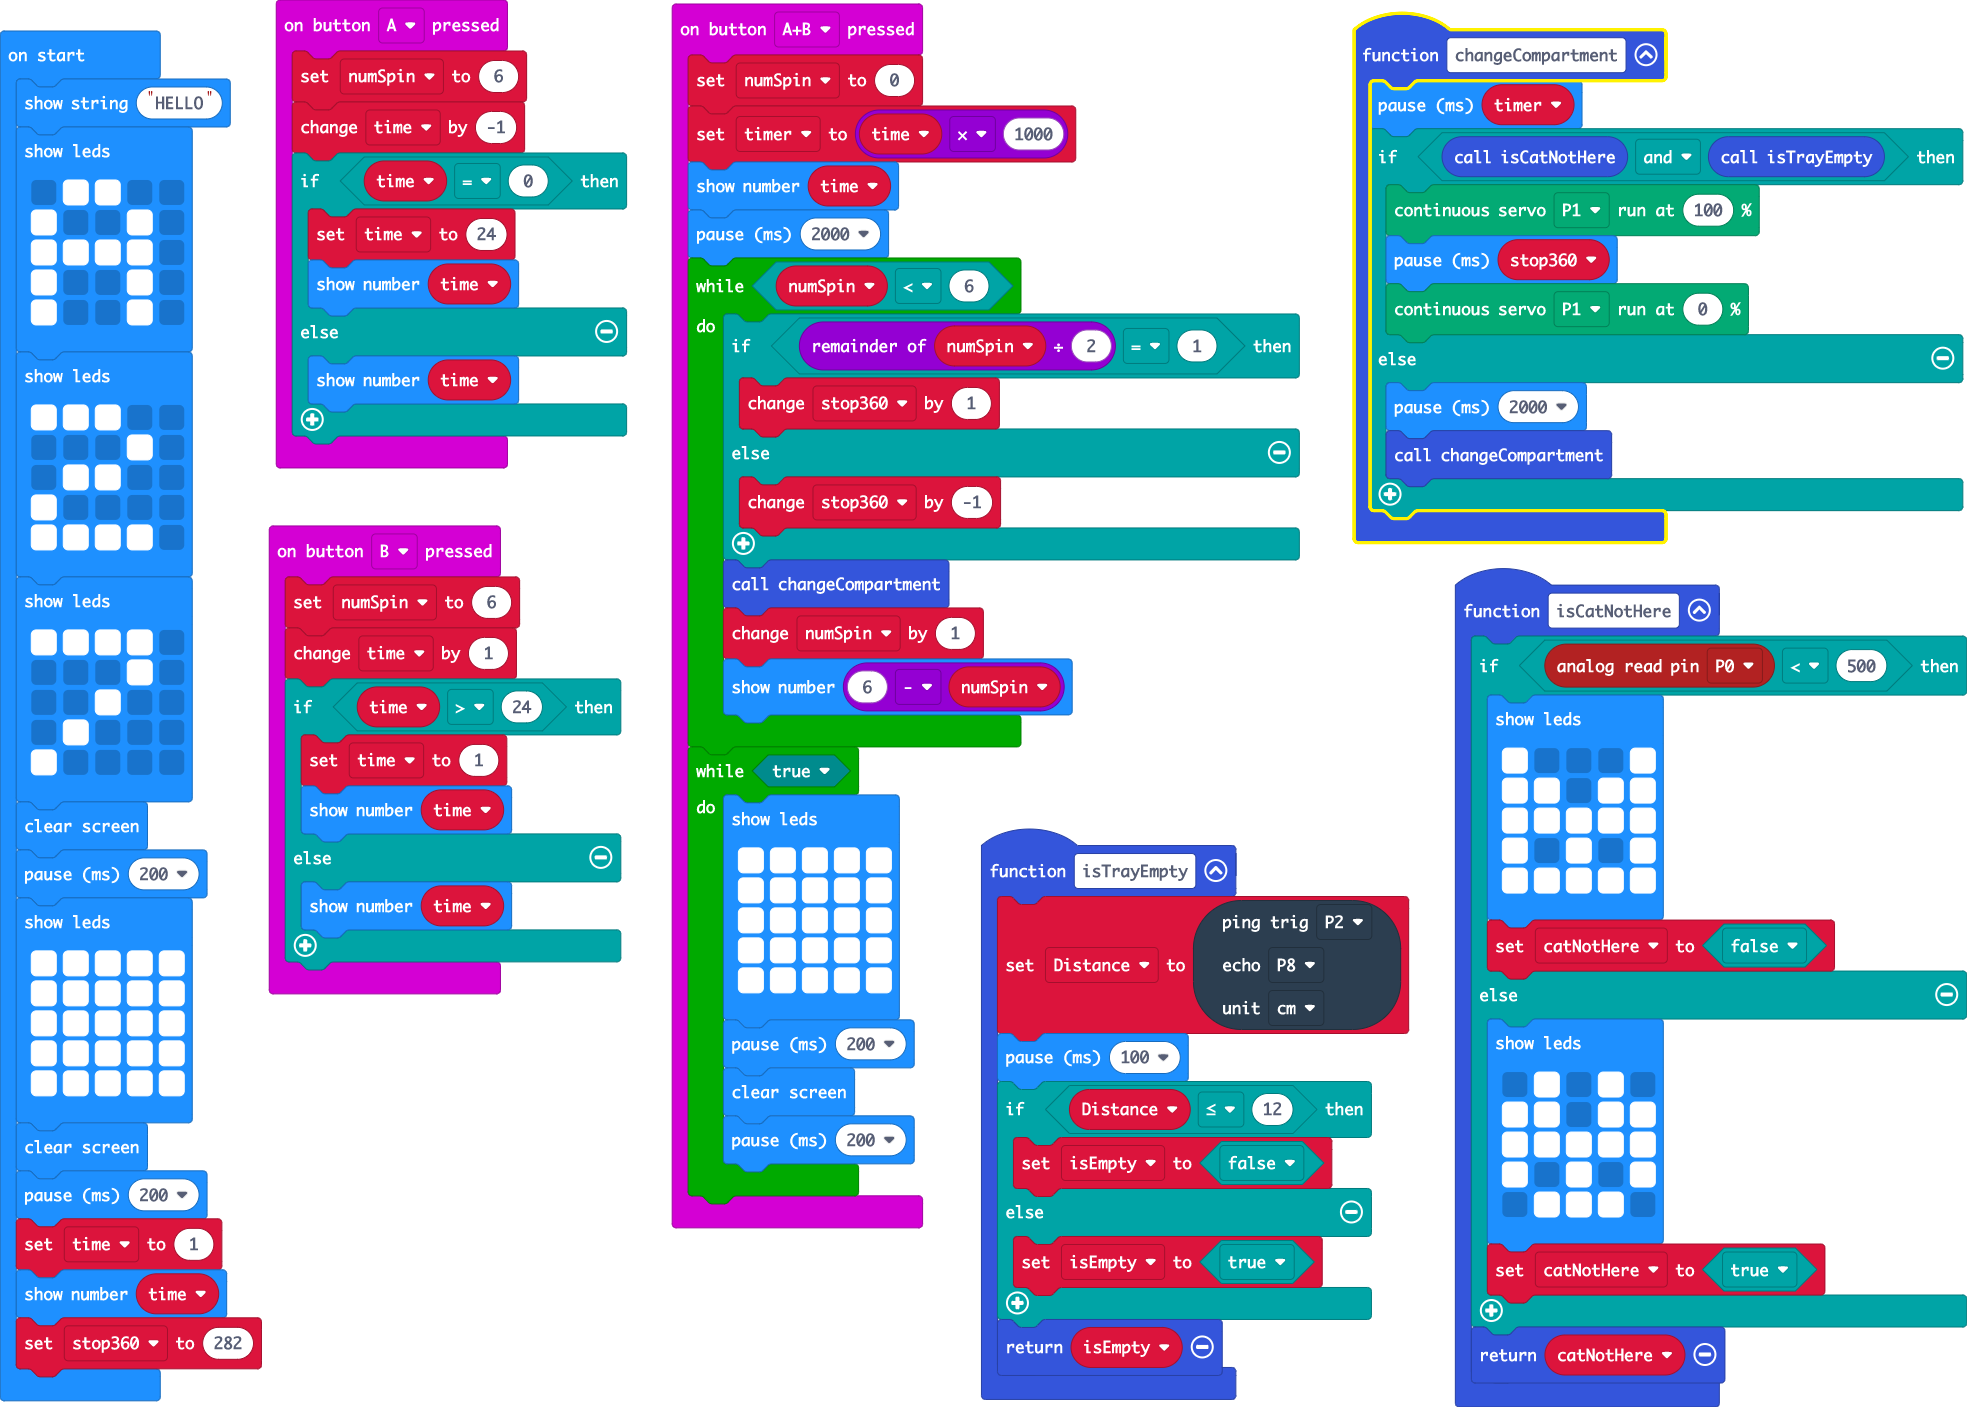 on start
show string "HELLO"
show leds
show leds
show leds
clear screen
pause (ms) 200
show leds
clear screen
pause (ms) 200
set time to 1
show number time
set stop360 to 282
on button A pressed
set numSpin to 6
change time by -1
if time = 0 then
set time to 24
show number time
else
show number time
on button B pressed
set numSpin to 6
change time by 1
if time > 24 then
set time to 1
show number time
else
show number time
on button A+B pressed
set numSpin to 0
set timer to time × 1000
show number time
pause (ms) 2000
while numSpin < 6
do
if remainder of numSpin ÷ 2 = 1 then
change stop360 by 1
else
change stop360 by -1
call changeCompartment
change numSpin by 1
show number 6 - numSpin
while true
do
show leds
pause (ms) 200
clear screen
pause (ms) 200
function changeCompartment
pause (ms) timer
if call isCatNotHere and call isTrayEmpty then
continuous servo P1 run at 100 %
pause (ms) stop360
continuous servo P1 run at 0 %
else
pause (ms) 2000
call changeCompartment
function isTrayEmpty
set Distance to ping trig P2
echo P8
unit cm
pause (ms) 100
if Distance ≤ 12 then
set isEmpty to false
else
set isEmpty to true
return isEmpty
function isCatNotHere
if analog read pin P0 < 500 then
show leds
set catNotHere to false
else
show leds
set catNotHere to true
return catNotHere